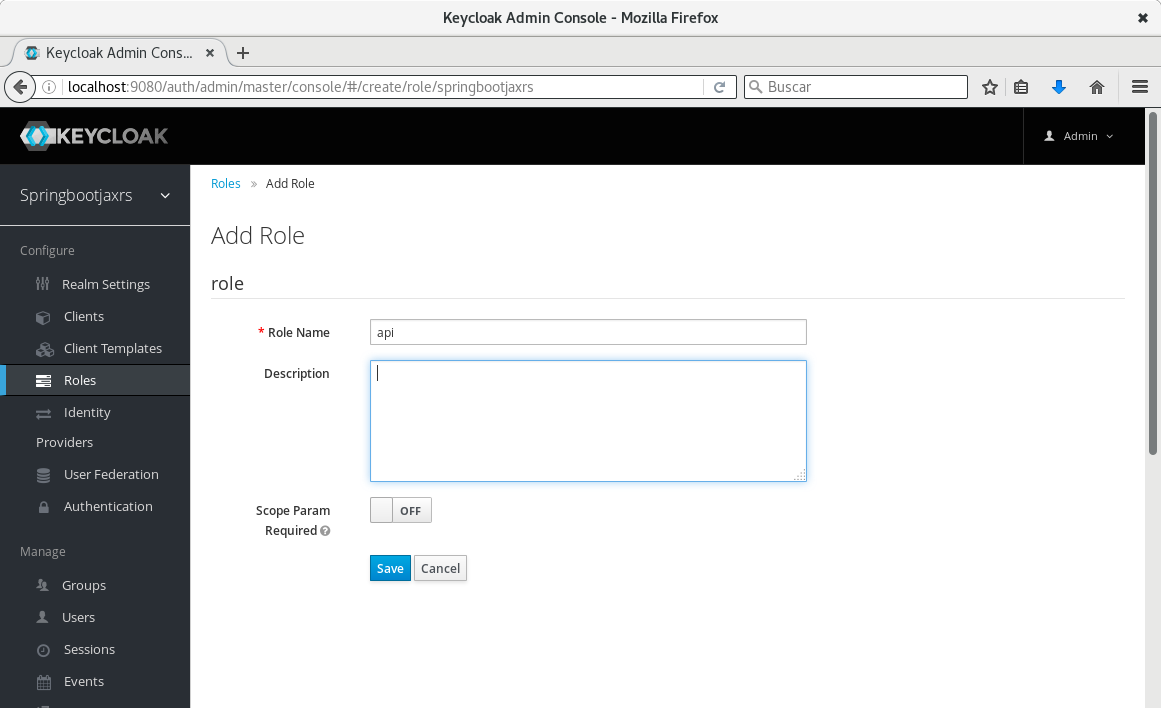 Keycloak Admin Console - Mozilla Firefox
Keycloak Admin Cons...
localhost:9080/auth/admin/master/console/#/create/role/springbootjaxrs
Buscar
KEYCLOAK
Admin
Springbootjaxrs
Roles » Add Role
Add Role
Configure
Realm Settings
Clients
Client Templates
Roles
Identity
Providers
User Federation
Authentication
Manage
Groups
Users
Sessions
Events
role
* Role Name
api
Description
Scope Param
Required
OFF
Save
Cancel